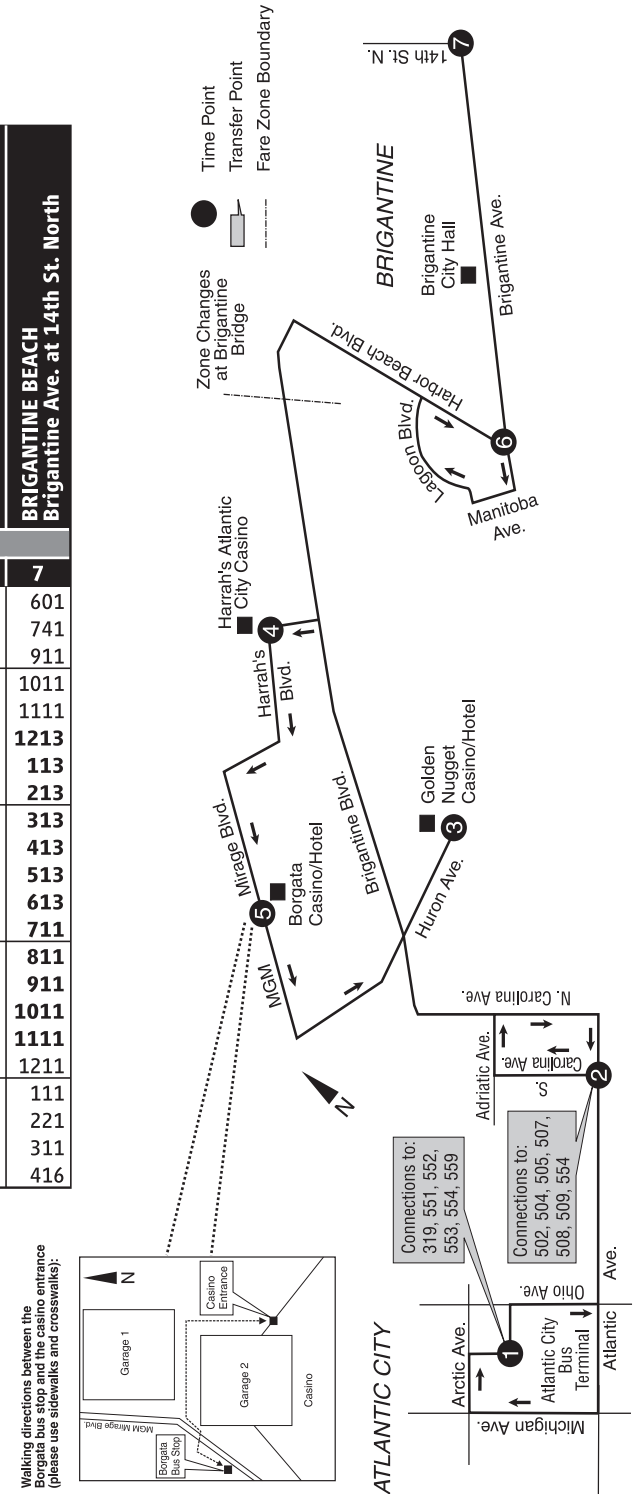 BRIGANTINE BEACH
Brigantine Ave. at 14th St. North
7
601
741
911
1011
1111
1213
113
213
313
413
513
613
711
811
911
1011
1111
1211
111
221
311
416
Walking directions between the
Borgata bus stop and the casino entrance
(please use sidewalks and crosswalks):
N
Garage 1
Garage 2
Casino
Casino
Entrance
MGM Mirage Blvd.
Borgata
Bus Stop
Time Point
Transfer Point
Fare Zone Boundary
Zone Changes
at Brigantine
Bridge
BRIGANTINE
14th St. N.
7
Brigantine
City Hall
Brigantine Ave.
Harbor Beach Blvd.
Lagoon Blvd.
6
Manitoba
Ave.
Harrah's Atlantic
City Casino
4
Harrah's
Blvd.
Mirage Blvd.
MGM
5
Borgata
Casino/Hotel
Brigantine Blvd.
Golden
Nugget
Casino/Hotel
3
Huron Ave.
N
N. Carolina Ave.
Adriatic Ave.
S.
Carolina Ave.
2
Connections to:
319, 551, 552,
553, 554, 559
Connections to:
502, 504, 505, 507,
508, 509, 554
ATLANTIC CITY
Arctic Ave.
1
Atlantic City
Bus
Terminal
Ohio Ave.
Michigan Ave.
Atlantic
Ave.